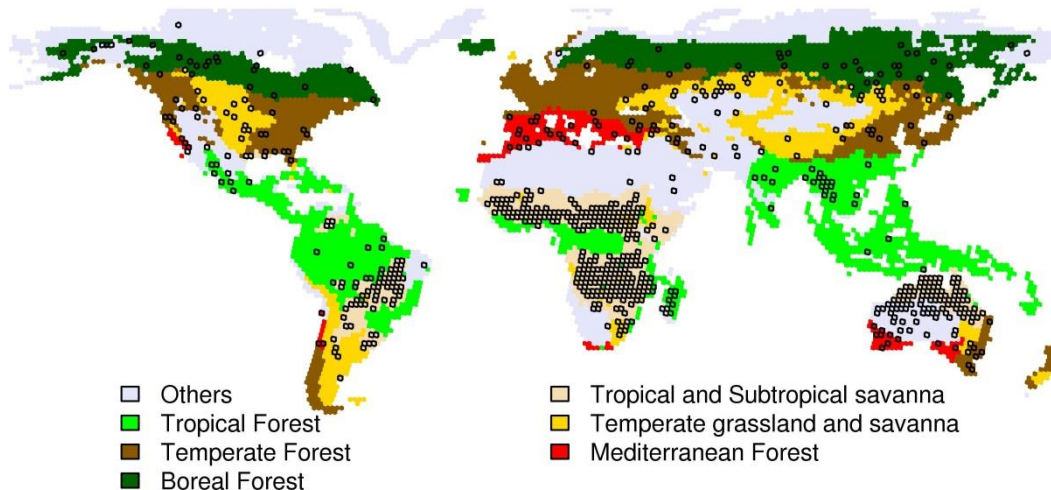 Others
Tropical Forest
Temperate Forest
Boreal Forest
Tropical and Subtropical savanna
Temperate grassland and savanna
Mediterranean Forest